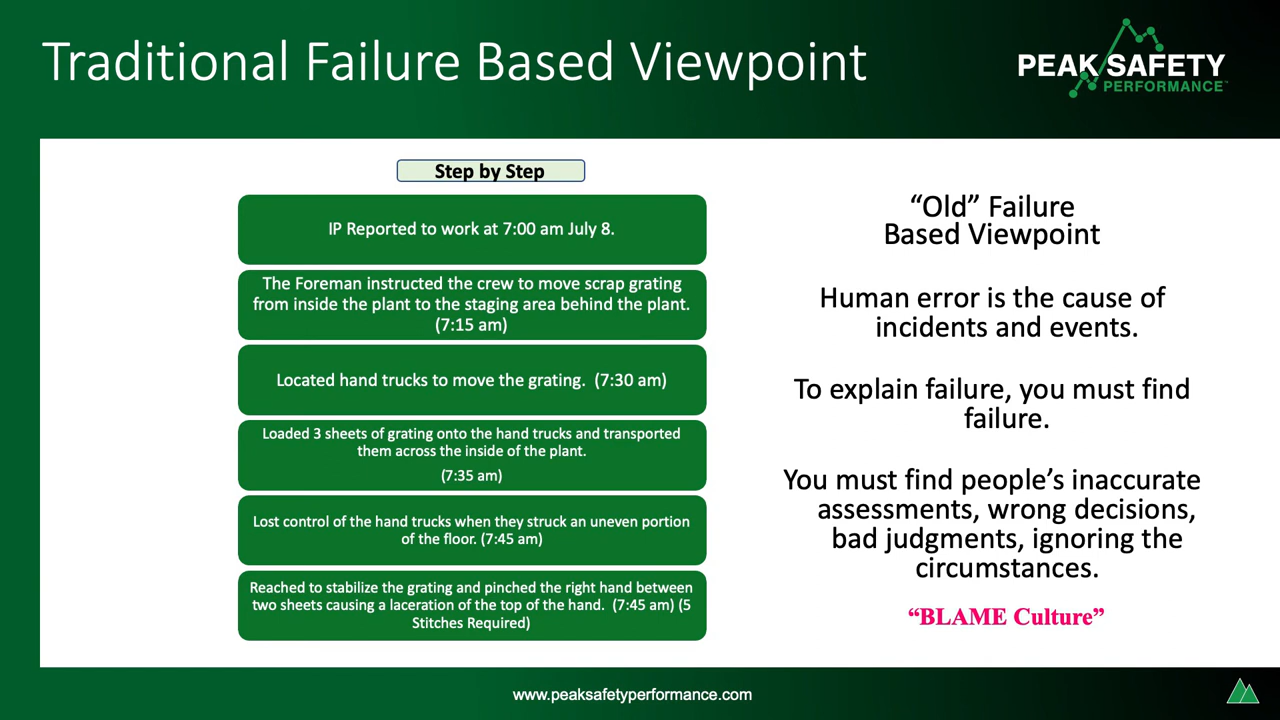 Traditional Failure Based Viewpoint
PEAK SAFETY
PERFORMANCE™
Step by Step
IP Reported to work at 7:00 am July 8.
The Foreman instructed the crew to move scrap grating
from inside the plant to the staging area behind the plant.
(7:15 am)
Located hand trucks to move the grating. (7:30 am)
Loaded 3 sheets of grating onto the hand trucks and transported
them across the inside of the plant.
(7:35 am)
Lost control of the hand trucks when they struck an uneven portion
of the floor. (7:45 am)
Reached to stabilize the grating and pinched the right hand between
two sheets causing a laceration of the top of the hand. (7:45 am) (5
Stitches Required)
“Old” Failure
Based Viewpoint
Human error is the cause of
incidents and events.
To explain failure, you must find
failure.
You must find people’s inaccurate
assessments, wrong decisions,
bad judgments, ignoring the
circumstances.
“BLAME Culture”
www.peaksafetyperformance.com